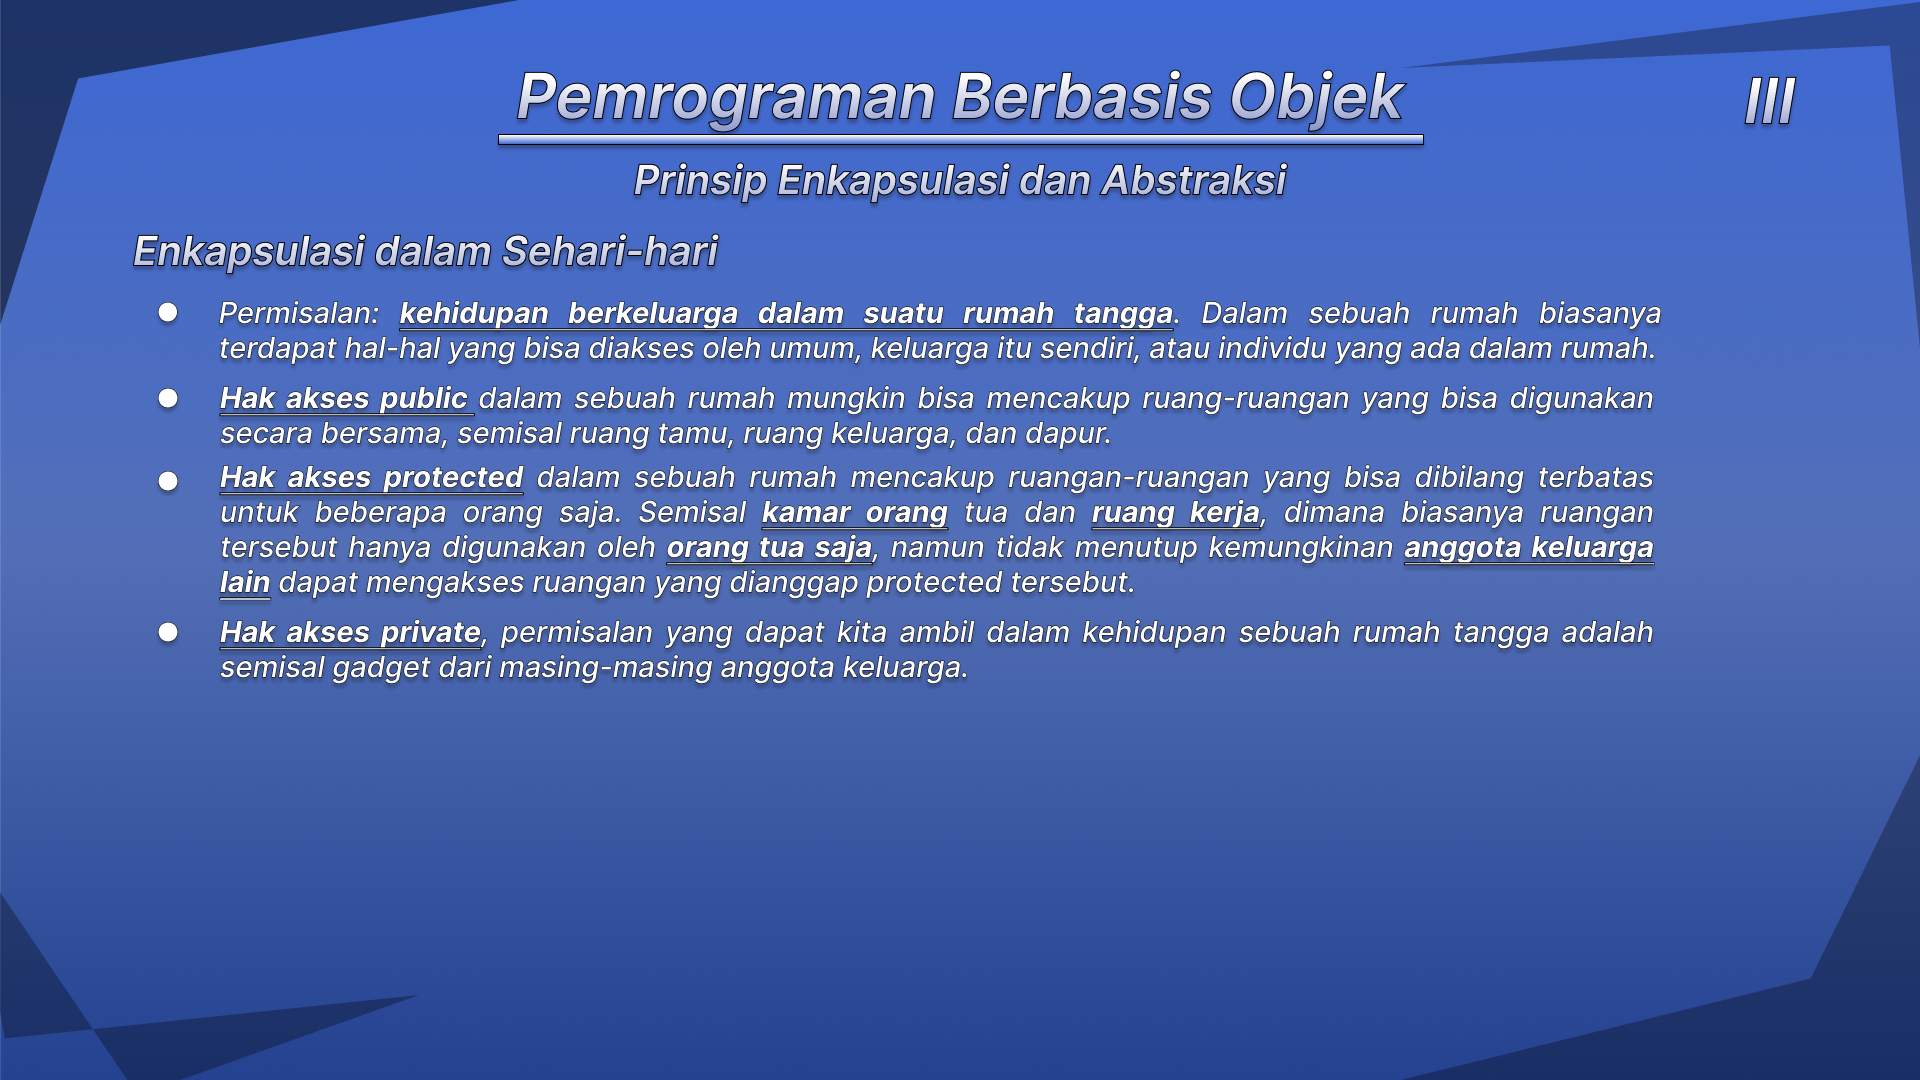 Pemrograman Berbasis Objek
III
Prinsip Enkapsulasi dan Abstraksi
Enkapsulasi dalam Sehari-hari
● Permisalan: kehidupan berkeluarga dalam suatu rumah tangga. Dalam sebuah rumah biasanya
terdapat hal-hal yang bisa diakses oleh umum, keluarga itu sendiri, atau individu yang ada dalam rumah.
● Hak akses public dalam sebuah rumah mungkin bisa mencakup ruang-ruangan yang bisa digunakan
secara bersama, semisal ruang tamu, ruang keluarga, dan dapur.
● Hak akses protected dalam sebuah rumah mencakup ruangan-ruangan yang bisa dibilang terbatas
untuk beberapa orang saja. Semisal kamar orang tua dan ruang kerja, dimana biasanya ruangan
tersebut hanya digunakan oleh orang tua saja, namun tidak menutup kemungkinan anggota keluarga
lain dapat mengakses ruangan yang dianggap protected tersebut.
● Hak akses private, permisalan yang dapat kita ambil dalam kehidupan sebuah rumah tangga adalah
semisal gadget dari masing-masing anggota keluarga.